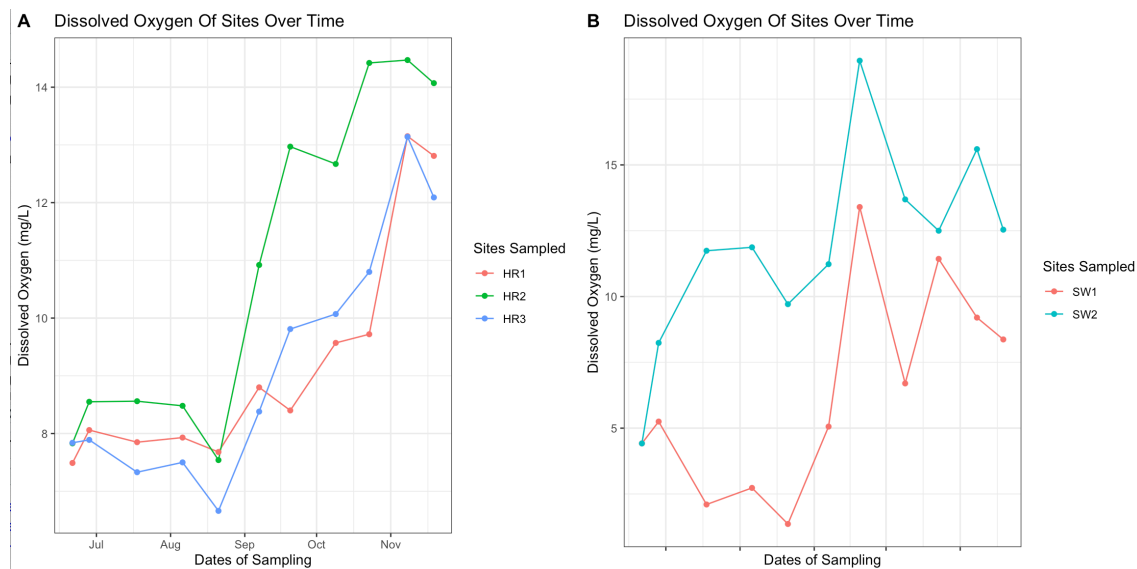 A
Dissolved Oxygen Of Sites Over Time
14
12
10
8
Dissolved Oxygen (mg/L)
Jul Aug Sep Oct Nov
Dates of Sampling
Sites Sampled
HR1
HR2
HR3
B
Dissolved Oxygen Of Sites Over Time
15
10
5
Dissolved Oxygen (mg/L)
Dates of Sampling
Sites Sampled
SW1
SW2